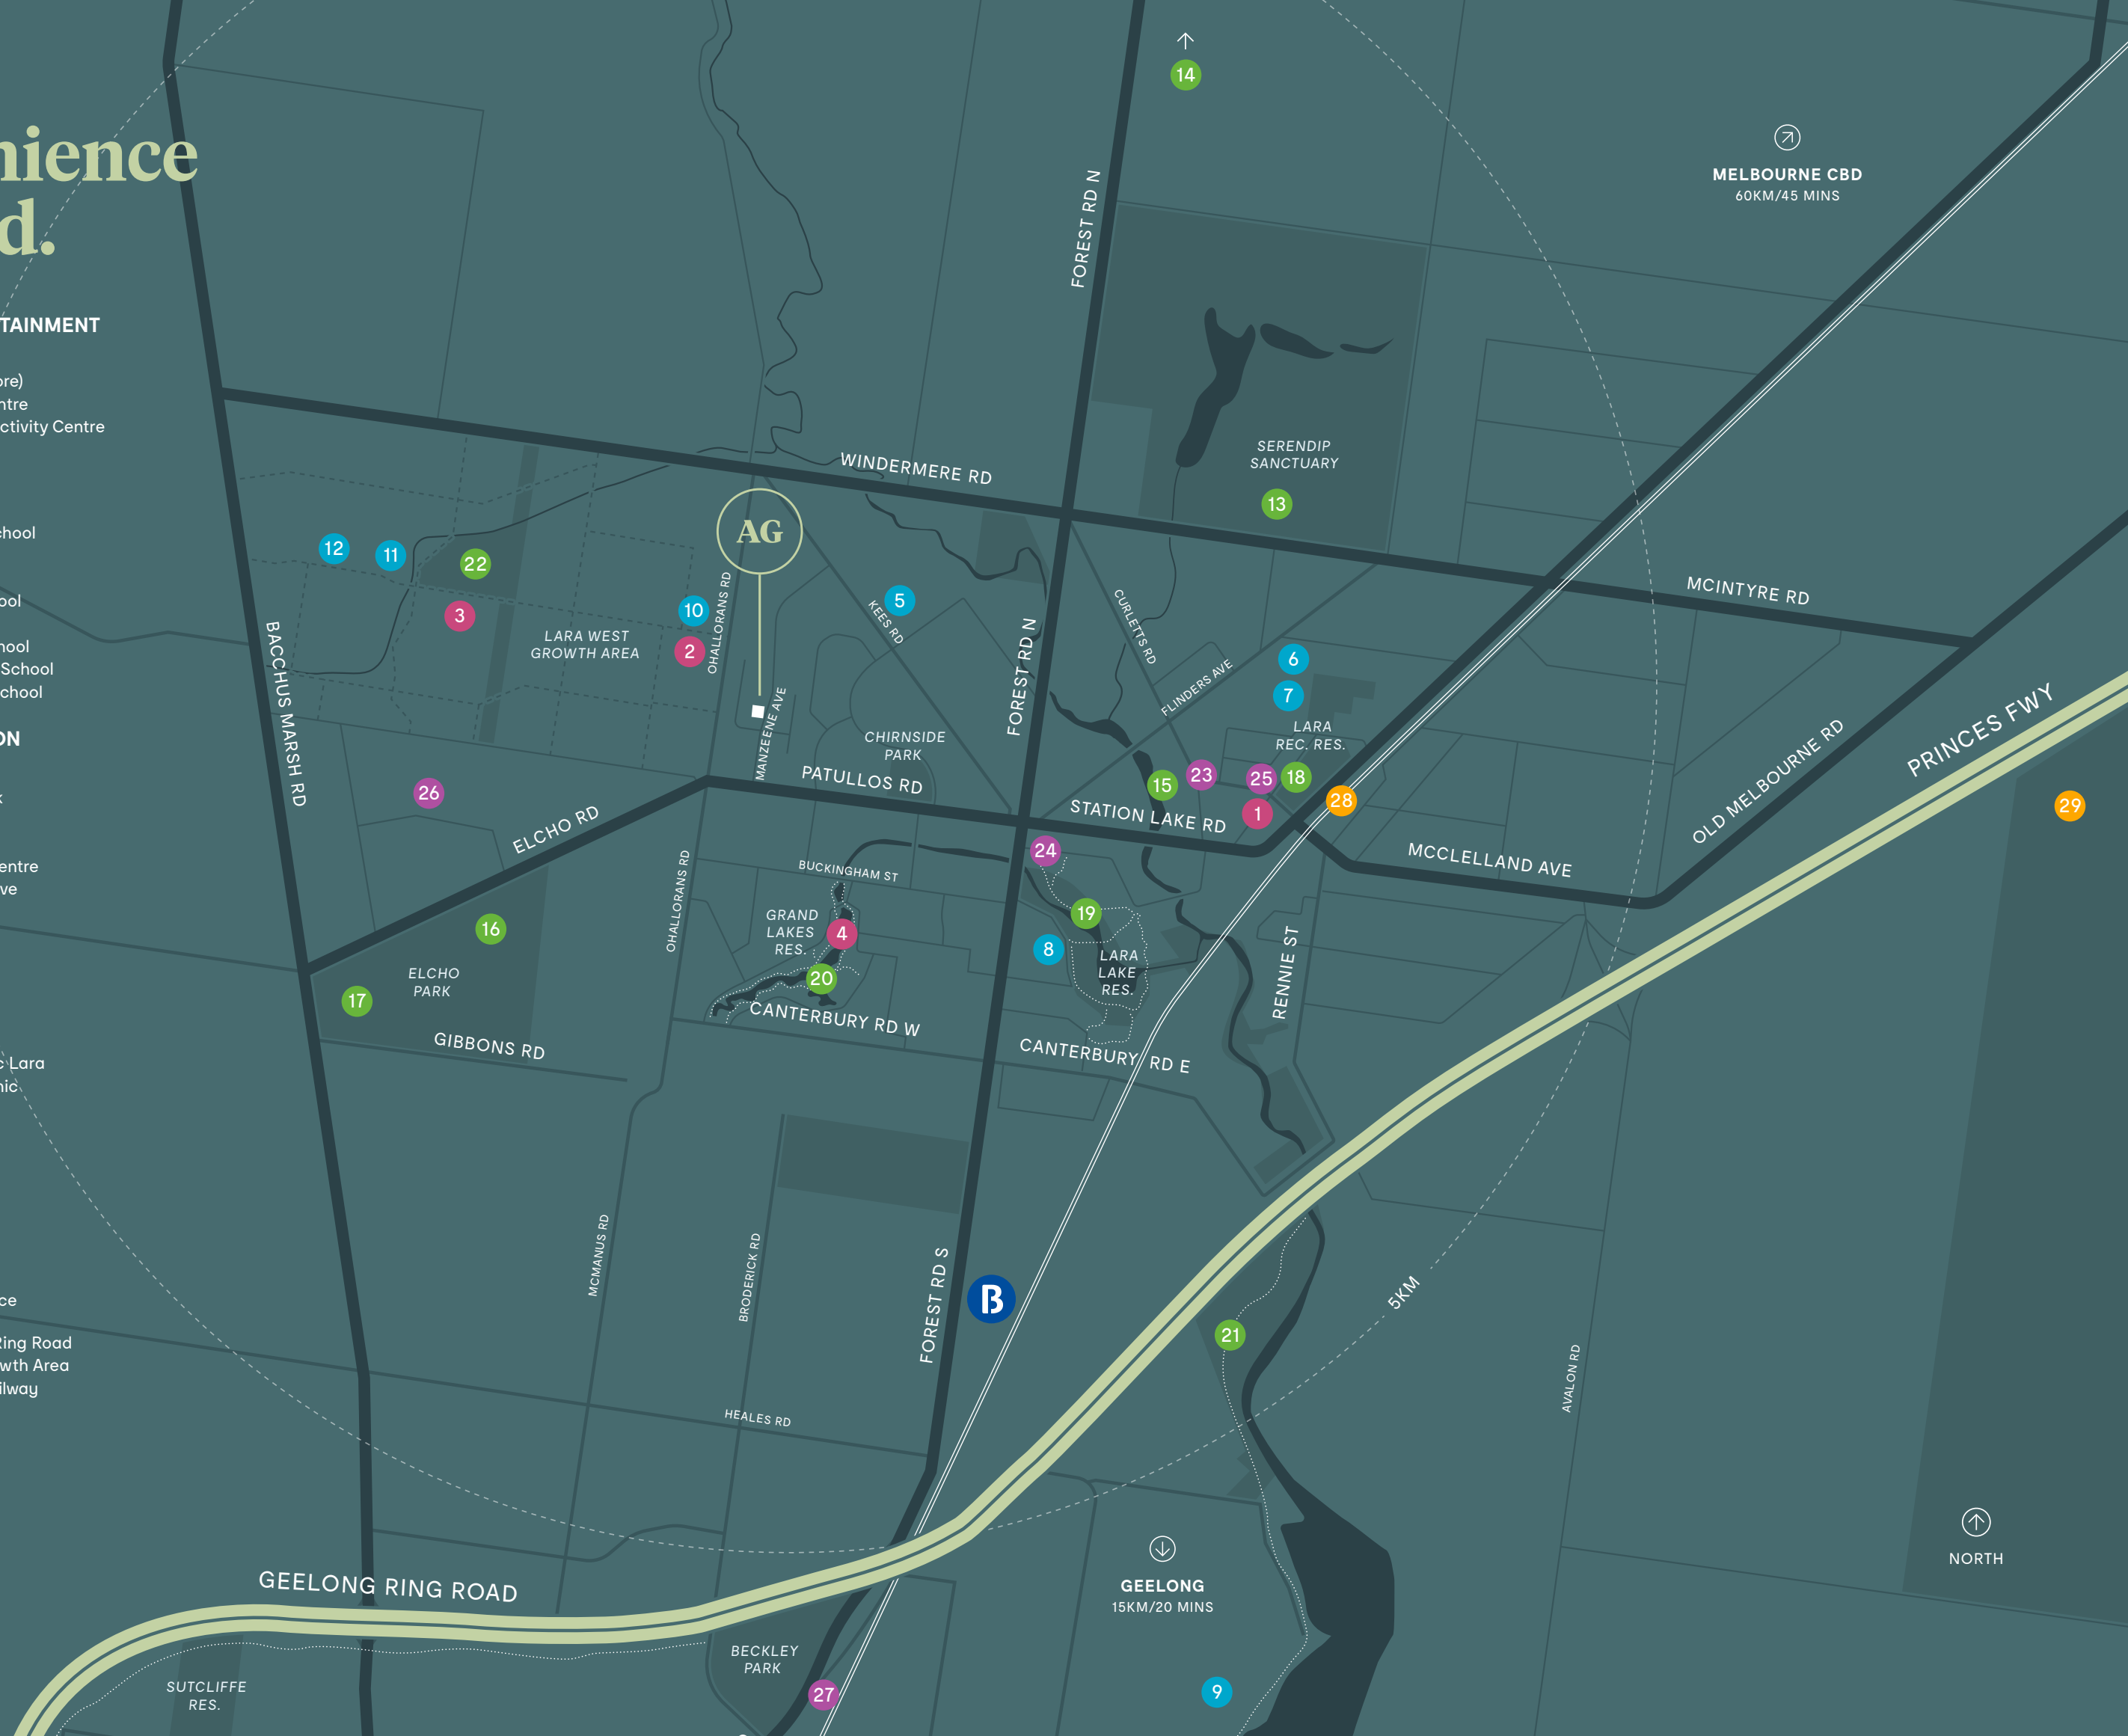 nience
d.
TAINMENT
ore)
ntre
ctivity Centre
chool
ool
hool
School
chool
ON
k
entre
ve
c Lara
nic
ce
Ring Road
wth Area
ilway
14
MELBOURNE CBD
60KM/45 MINS
FOREST RD N
SERENDIP
SANCTUARY
13
WINDERMERE RD
MCINTYRE RD
AG
12
11
22
3
10
2
5
LARA WEST
GROWTH AREA
OHALLORANS RD
KEES RD
CURLETTS RD
FLINDERS AVE
6
7
LARA
REC. RES.
BACCHUS MARSH RD
MANZEENE AVE
CHIRNSIDE
PARK
FOREST RD N
PATULLOS RD
STATION LAKE RD
15
23
25
18
1
28
OLD MELBOURNE RD
PRINCES FWY
29
26
ELCHO RD
MCCLELLAND AVE
24
BUCKINGHAM ST
OHALLORANS RD
GRAND
LAKES
RES.
4
20
19
8
LARA
LAKE
RES.
RENNIE ST
16
ELCHO
PARK
17
GIBBONS RD
CANTERBURY RD W
CANTERBURY RD E
MCMANUS RD
BRODERICK RD
FOREST RD S
B
5KM
21
AVALON RD
HEALES RD
GEELONG RING ROAD
GEELONG
15KM/20 MINS
NORTH
BECKLEY
PARK
SUTCLIFFE
RES.
27
9